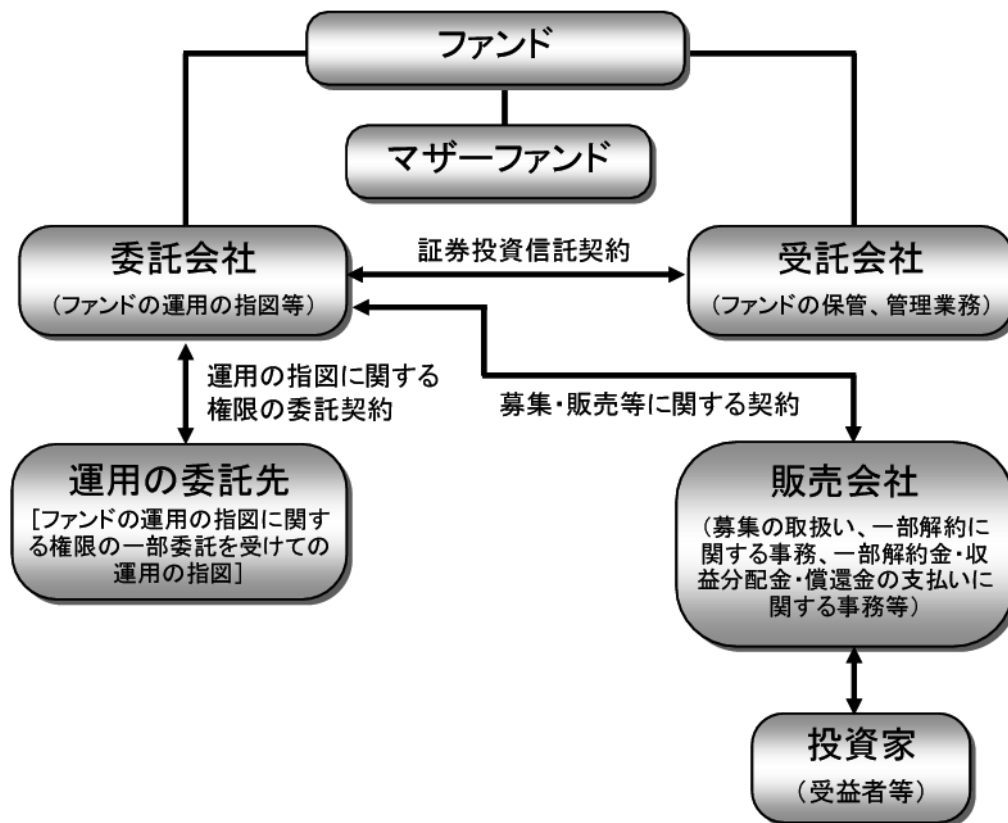 ファンド
マザーファンド
委託会社
（ファンドの運用の指図等）
証券投資信託契約
受託会社
（ファンドの保管、管理業務）
運用の指図に関する
権限の委託契約
募集・販売等に関する契約
運用の委託先
[ファンドの運用の指図に関す
る権限の一部委託を受けての
運用の指図]
販売会社
（募集の取扱い、一部解約に
関する事務、一部解約金・収
益分配金・償還金の支払いに
関する事務等）
投資家
（受益者等）